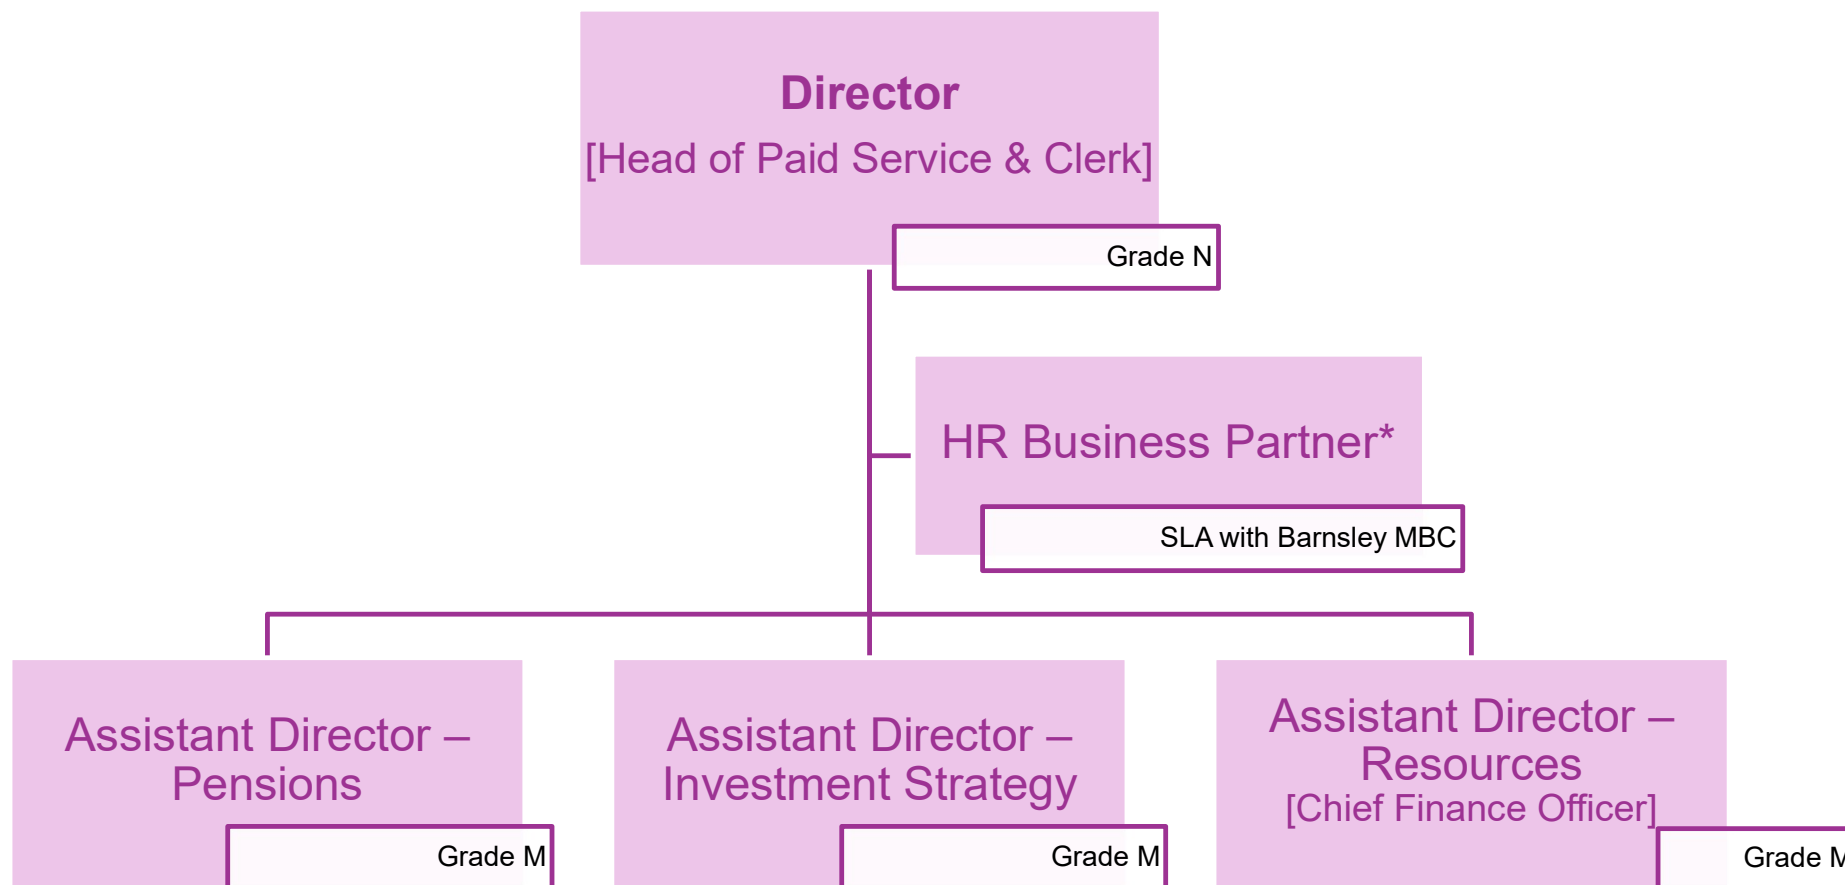 Director
[Head of Paid Service & Clerk]
Grade N
HR Business Partner*
SLA with Barnsley MBC
Assistant Director –
Pensions
Grade M
Assistant Director –
Investment Strategy
Grade M
Assistant Director –
Resources
[Chief Finance Officer]
Grade M